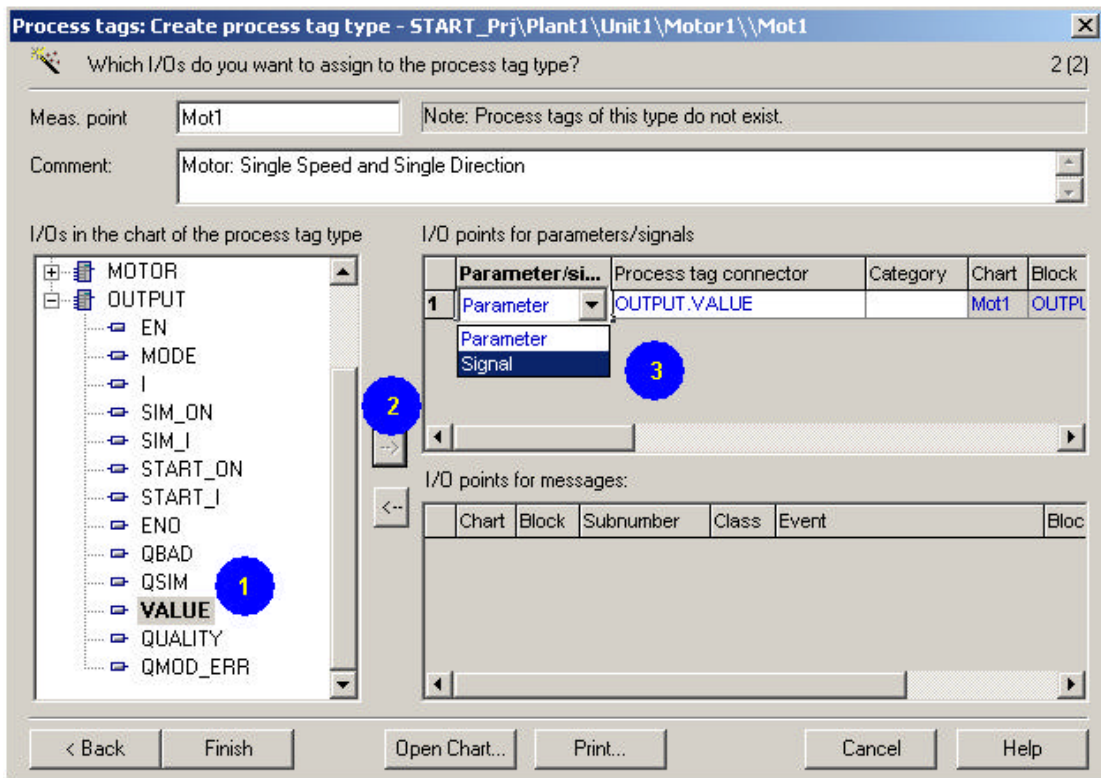 Process tags: Create process tag type - START_Prj\Plant1\Unit1\Motor1\\Mot1
Which I/Os do you want to assign to the process tag type?
2 (2)
Meas. point
Mot1
Note: Process tags of this type do not exist.
Comment:
Motor: Single Speed and Single Direction
I/Os in the chart of the process tag type
MOTOR
OUTPUT
EN
MODE
I
SIM_ON
SIM_I
START_ON
START_I
ENO
QBAD
QSIM
1
VALUE
QUALITY
QMOD_ERR
2
-->
<--
I/O points for parameters/signals
Parameter/si... Process tag connector Category Chart Block
1 Parameter OUTPUT.VALUE Mot1 OUTPU
Parameter
Signal
3
I/O points for messages:
Chart Block Subnumber Class Event Bloc
< Back Finish Open Chart... Print... Cancel Help